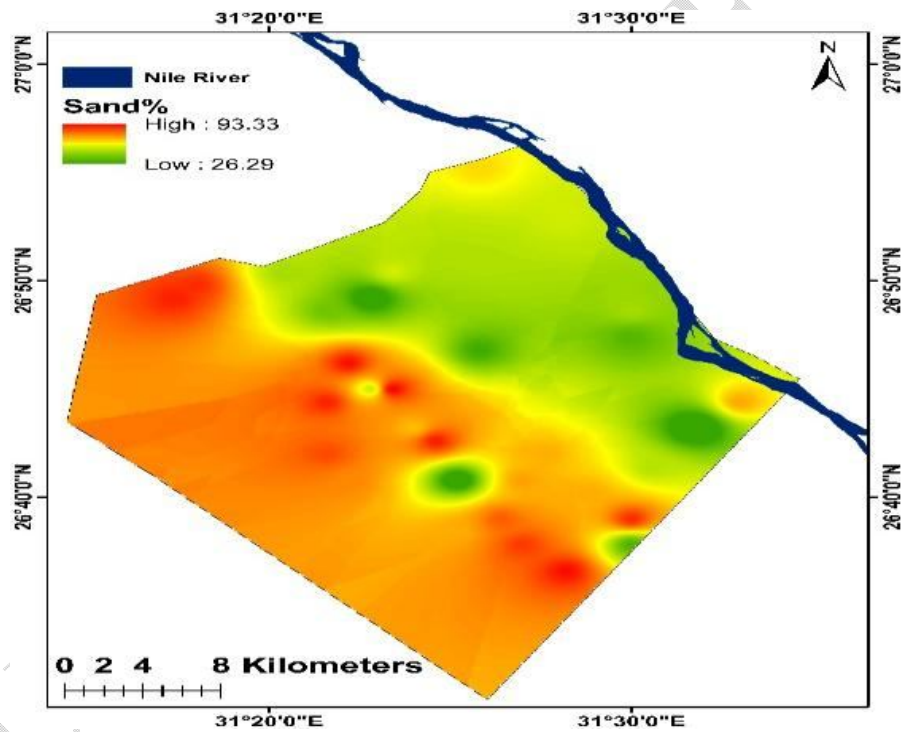 31°20'0"E 31°30'0"E
N
27°0'0"N 27°0'0"N
Nile River
Sand%
High : 93.33
Low : 26.29
26°50'0"N 26°50'0"N
26°40'0"N 26°40'0"N
0 2 4 8 Kilometers
31°20'0"E 31°30'0"E